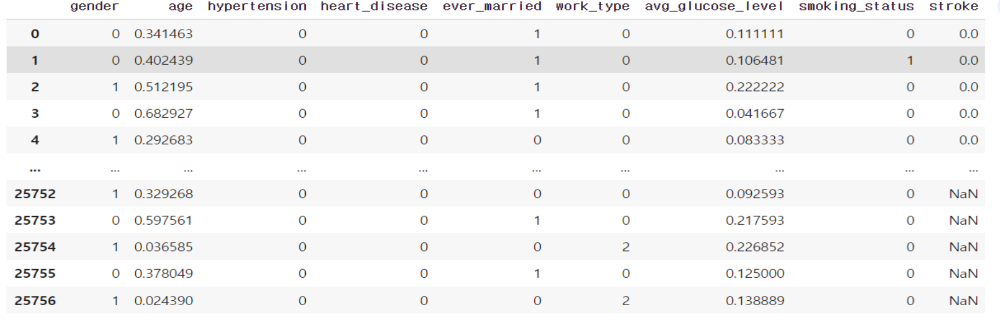 gender age hypertension heart_disease ever_married work_type avg_glucose_level smoking_status stroke
0 0 0.341463 0 0 1 0 0.111111 0 0.0
1 0 0.402439 0 0 1 0 0.106481 1 0.0
2 1 0.512195 0 0 1 0 0.222222 0 0.0
3 0 0.682927 0 0 1 0 0.041667 0 0.0
4 1 0.292683 0 0 0 0 0.083333 0 0.0
... ... ... ... ... ... ... ... ... ...
25752 1 0.329268 0 0 0 0 0.092593 0 NaN
25753 0 0.597561 0 0 1 0 0.217593 0 NaN
25754 1 0.036585 0 0 0 2 0.226852 0 NaN
25755 0 0.378049 0 0 1 0 0.125000 0 NaN
25756 1 0.024390 0 0 0 2 0.138889 0 NaN